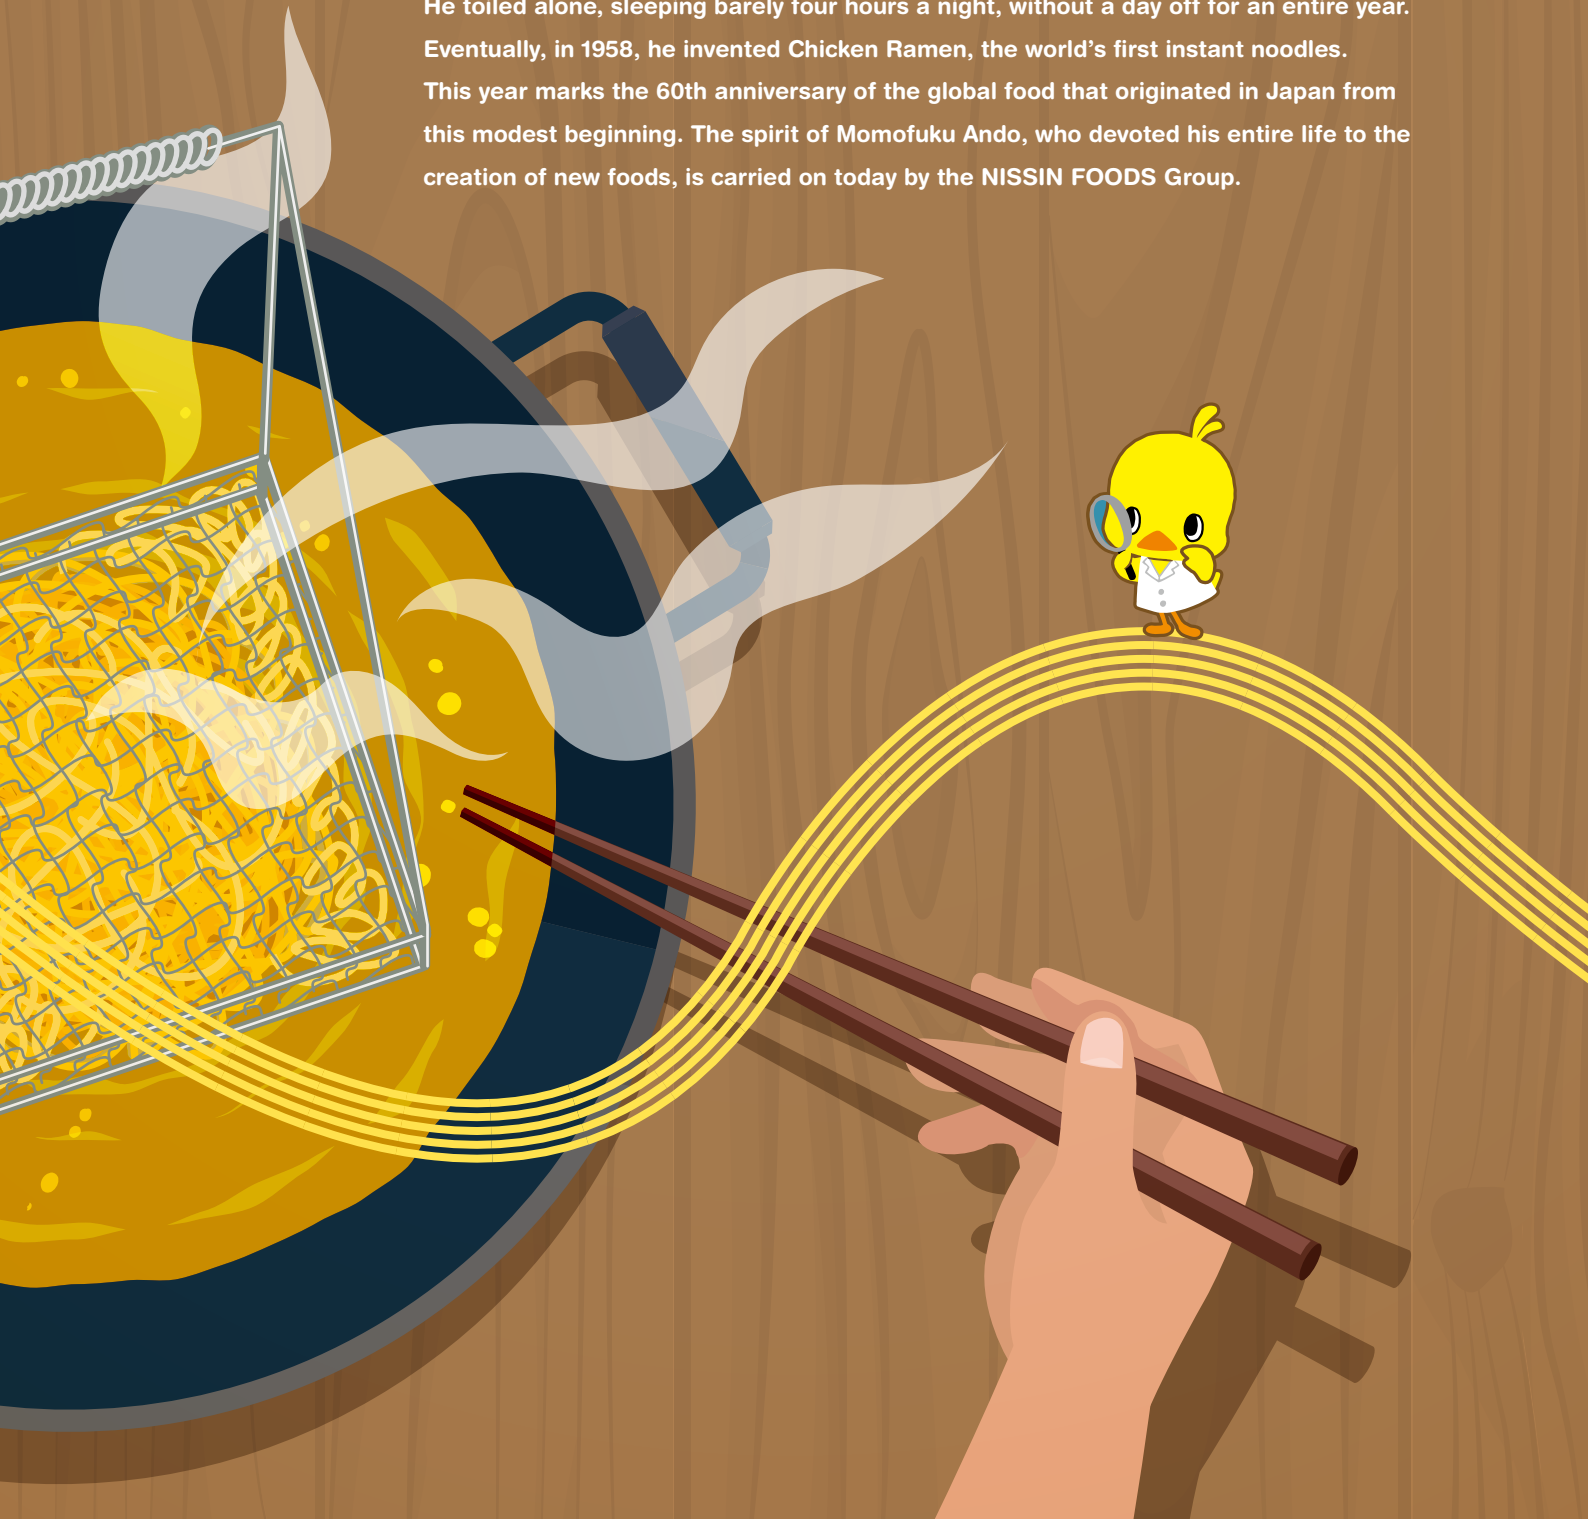 He toiled alone, sleeping barely four hours a night, without a day off for an entire year.
Eventually, in 1958, he invented Chicken Ramen, the world’s first instant noodles.
This year marks the 60th anniversary of the global food that originated in Japan from
this modest beginning. The spirit of Momofuku Ando, who devoted his entire life to the
creation of new foods, is carried on today by the NISSIN FOODS Group.